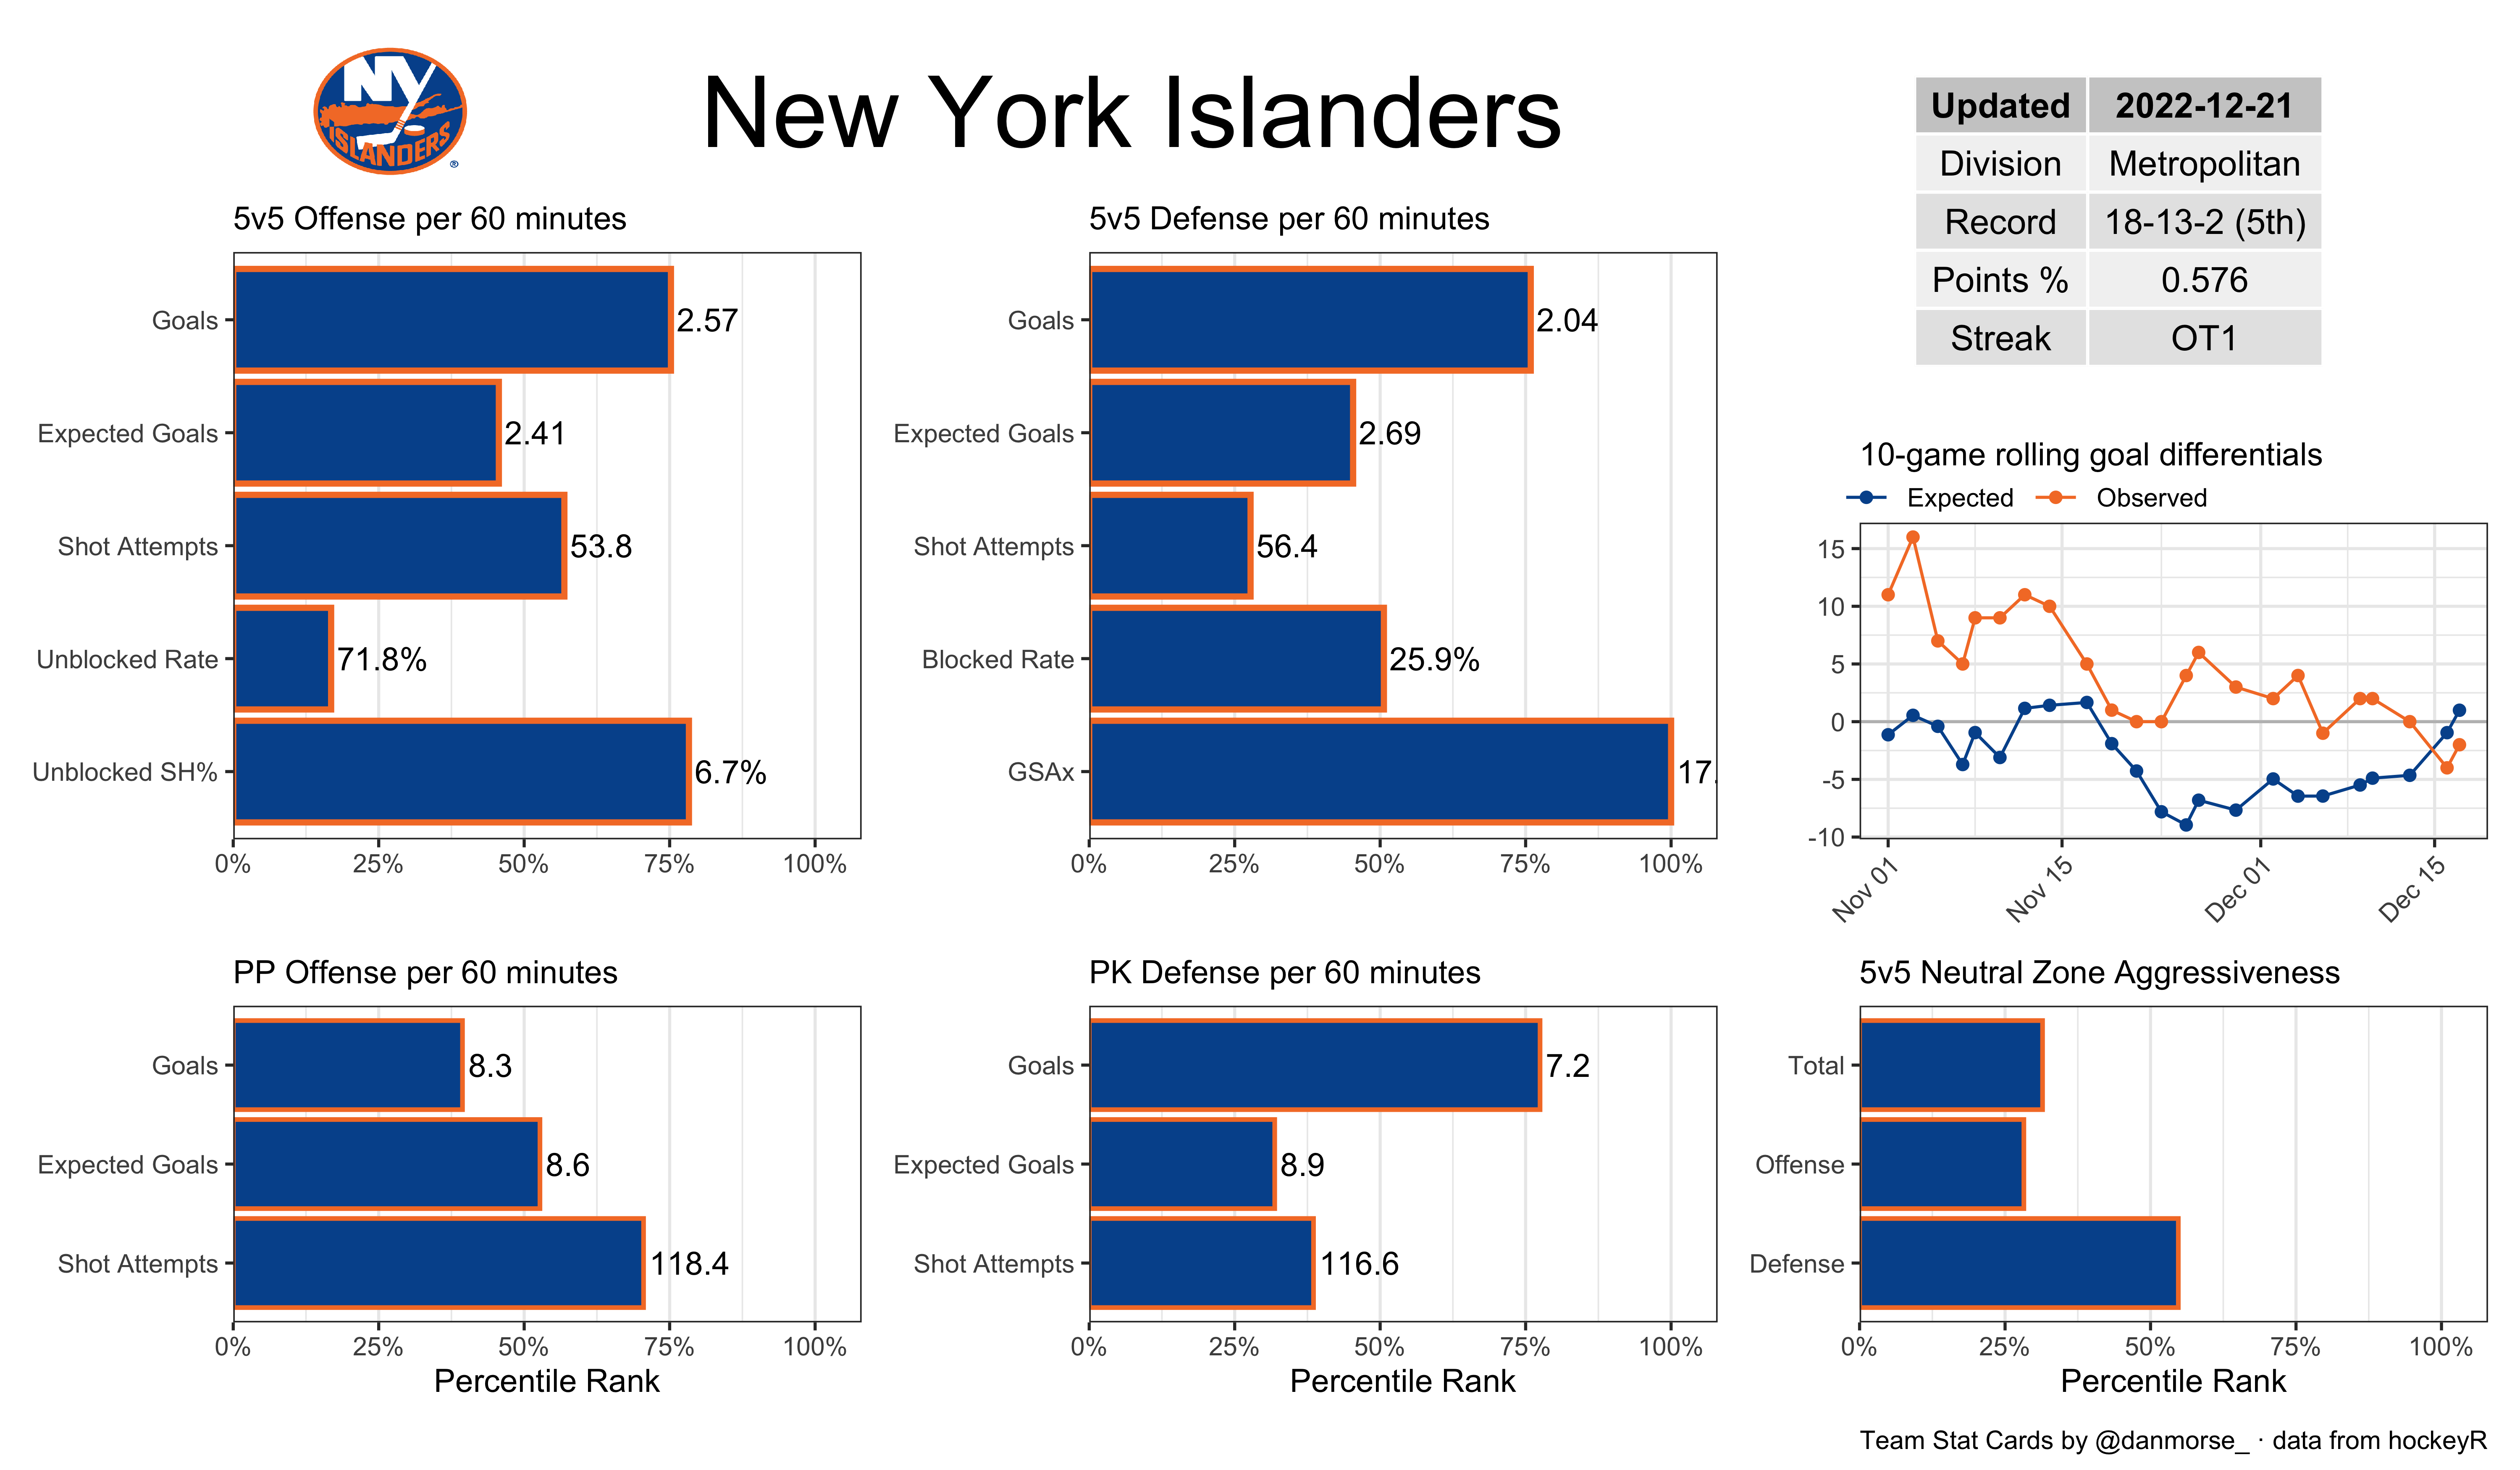 NY
ISLANDERS
®
New York Islanders
Updated 2022-12-21
Division Metropolitan
Record 18-13-2 (5th)
Points % 0.576
Streak OT1
5v5 Offense per 60 minutes
Goals 2.57
Expected Goals 2.41
Shot Attempts 53.8
Unblocked Rate 71.8%
Unblocked SH% 6.7%
0% 25% 50% 75% 100%
5v5 Defense per 60 minutes
Goals 2.04
Expected Goals 2.69
Shot Attempts 56.4
Blocked Rate 25.9%
GSAx 17.
0% 25% 50% 75% 100%
10-game rolling goal differentials
Expected Observed
15
10
5
0
-5
-10
Nov 01 Nov 15 Dec 01 Dec 15
PP Offense per 60 minutes
Goals 8.3
Expected Goals 8.6
Shot Attempts 118.4
0% 25% 50% 75% 100%
Percentile Rank
PK Defense per 60 minutes
Goals 7.2
Expected Goals 8.9
Shot Attempts 116.6
0% 25% 50% 75% 100%
Percentile Rank
5v5 Neutral Zone Aggressiveness
Total
Offense
Defense
0% 25% 50% 75% 100%
Percentile Rank
Team Stat Cards by @danmorse_ · data from hockeyR